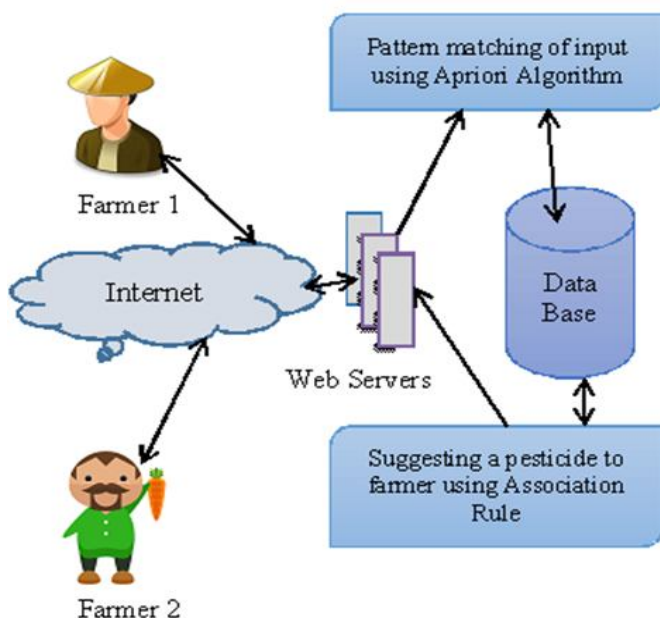 Pattern matching of input
using Apriori Algorithm
Farmer 1
Internet
Data
Base
Web Servers
Suggesting a pesticide to
farmer using Association
Rule
Farmer 2